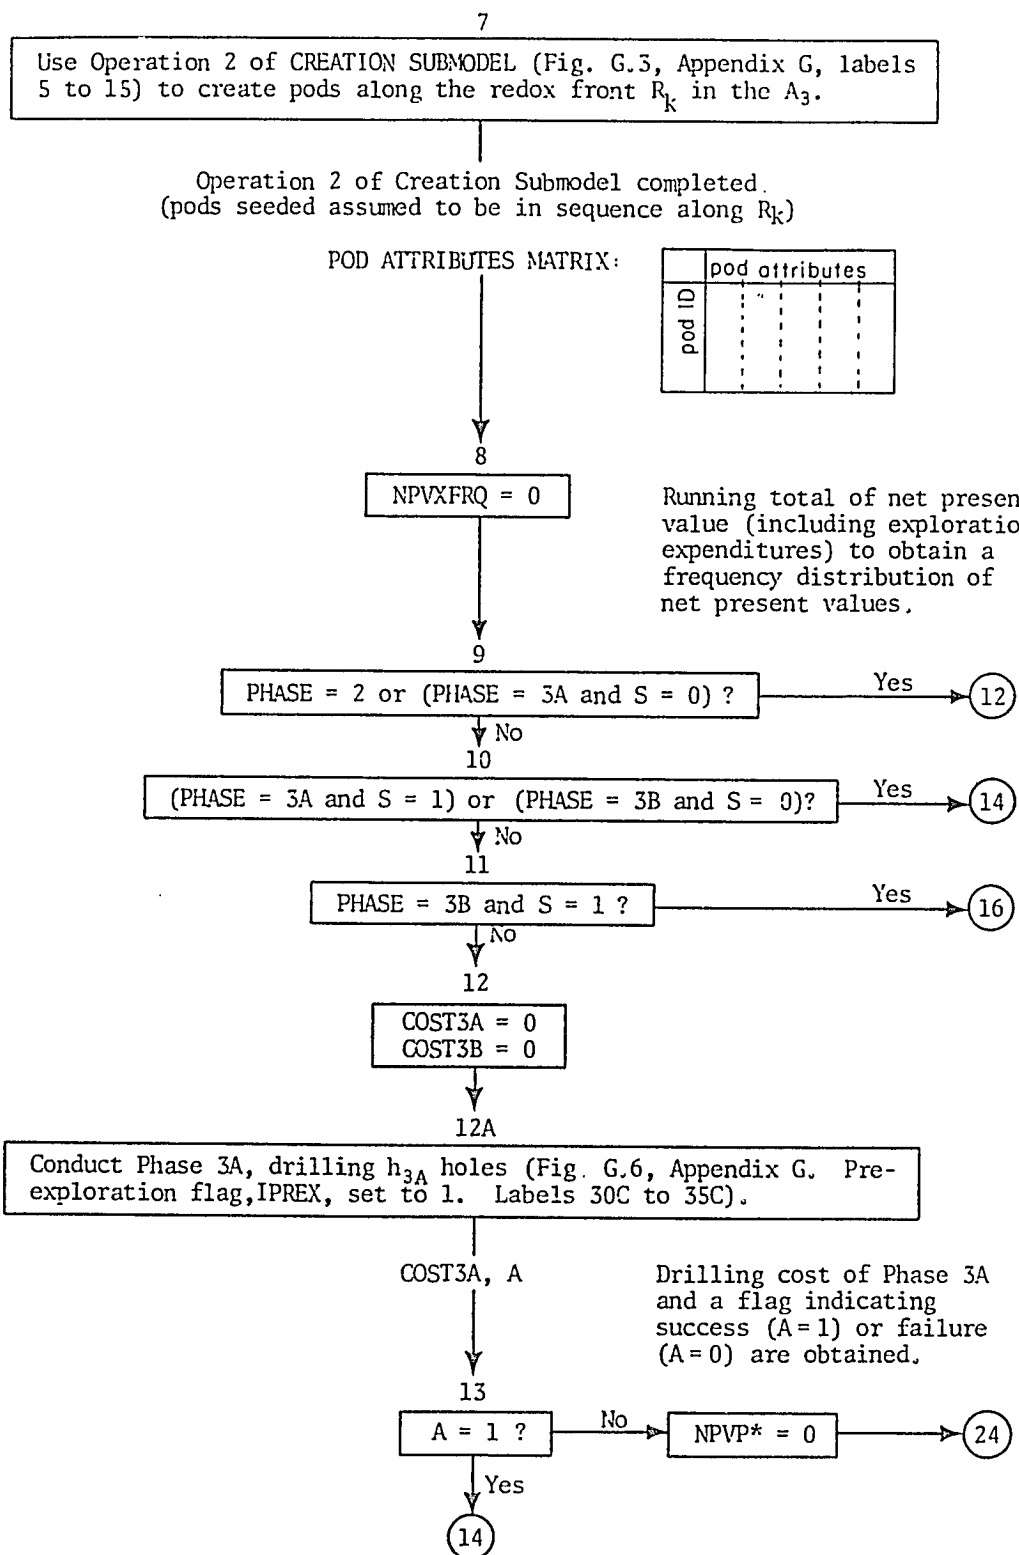 7
Use Operation 2 of CREATION SUBMODEL (Fig. G.3, Appendix G, labels
5 to 15) to create pods along the redox front Rk in the A3.
Operation 2 of Creation Submodel completed.
(pods seeded assumed to be in sequence along Rk)
POD ATTRIBUTES MATRIX:
pod attributes
pod ID
8
NPVXFRQ = 0
Running total of net presen
value (including exploratio
expenditures) to obtain a
frequency distribution of
net present values.
9
PHASE = 2 or (PHASE = 3A and S = 0) ?
Yes
12
No
10
(PHASE = 3A and S = 1) or (PHASE = 3B and S = 0)?
Yes
14
No
11
PHASE = 3B and S = 1 ?
Yes
16
No
12
COST3A = 0
COST3B = 0
12A
Conduct Phase 3A, drilling h3A holes (Fig. G.6, Appendix G. Pre-
exploration flag,IPREX, set to 1. Labels 30C to 35C).
COST3A, A
Drilling cost of Phase 3A
and a flag indicating
success (A=1) or failure
(A=0) are obtained.
13
A = 1 ?
No
NPVP* = 0
24
Yes
14